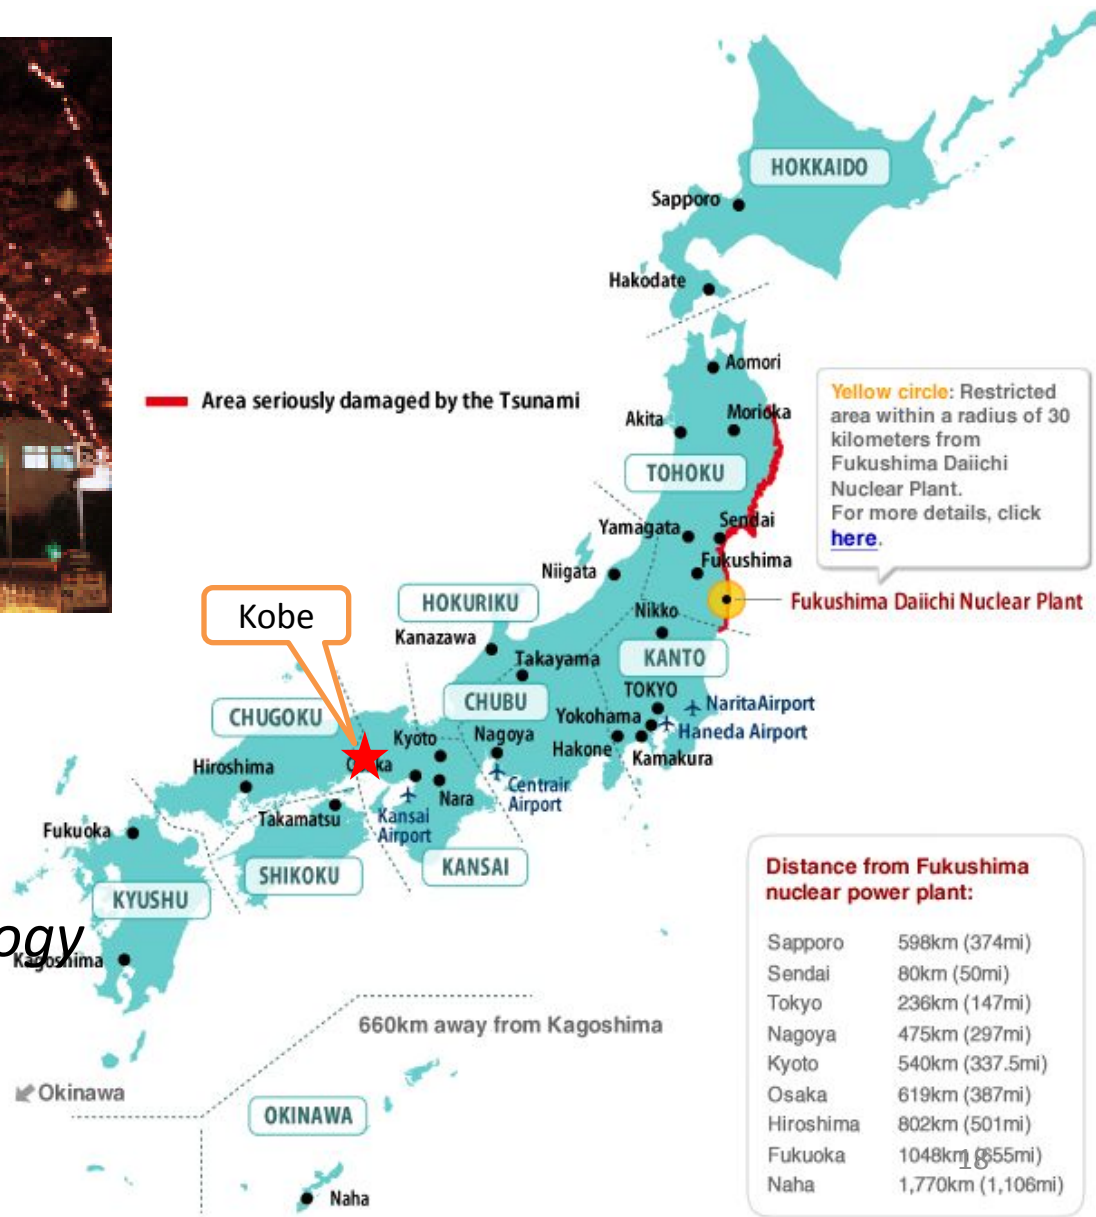 HOKKAIDO
Sapporo
Hakodate
Aomori
Area seriously damaged by the Tsunami
Akita
Morioka
TOHOKU
Yellow circle: Restricted
area within a radius of 30
kilometers from
Fukushima Daiichi
Nuclear Plant.
For more details, click
here.
Yamagata
Sendai
Fukushima
Niigata
HOKURIKU
Kobe
Nikko
Fukushima Daiichi Nuclear Plant
Kanazawa
Takayama
KANTO
CHUBU
TOKYO
Narita Airport
CHUGOKU
Yokohama
Haneda Airport
Kyoto
Nagoya
Hakone
Kamakura
Hiroshima
Osaka
Centrair
Airport
Nara
Takamatsu
Kansai
Airport
Fukuoka
SHIKOKU
KANSAI
KYUSHU
ogy
Kagoshima
660km away from Kagoshima
Okinawa
OKINAWA
Naha
Distance from Fukushima
nuclear power plant:
Sapporo 598km (374mi)
Sendai 80km (50mi)
Tokyo 236km (147mi)
Nagoya 475km (297mi)
Kyoto 540km (337.5mi)
Osaka 619km (387mi)
Hiroshima 802km (501mi)
Fukuoka 1048km (655mi)
18
Naha 1,770km (1,106mi)